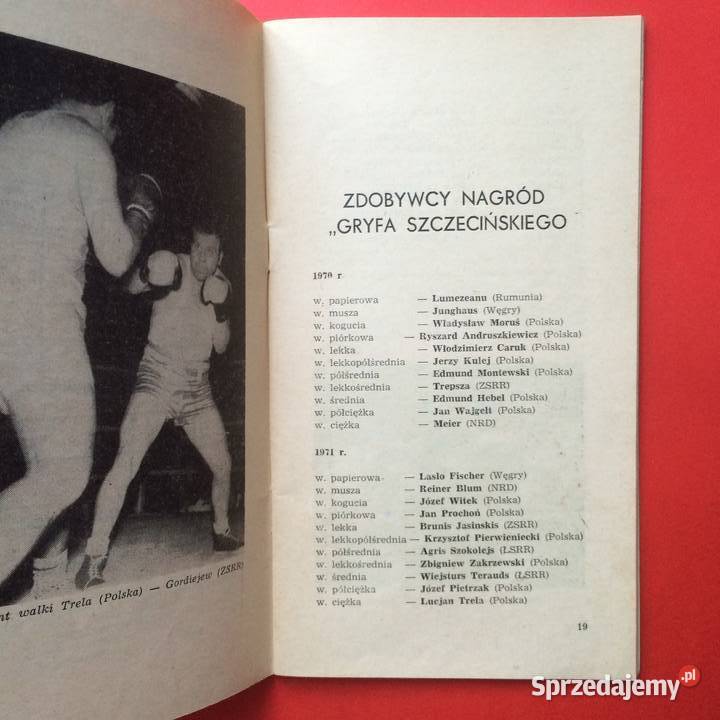 nt walki Trela (Polska) — Gordiejew (ZSRR)
ZDOBYWCY NAGRÓD
„GRYFA SZCZECIŃSKIEGO
1970 r.
w. papierowa — Lumezeanu (Rumunia)
w. musza — Junghaus (Węgry)
w. kogucia — Władysław Moruś (Polska)
w. piórkowa — Ryszard Andruszkiewicz (Polska)
w. lekka — Włodzimierz Caruk (Polska)
w. lekkopółśrednia — Jerzy Kulej (Polska)
w. półśrednia — Edmund Montewski (Polska)
w. lekkośrednia — Trepsza (ZSRR)
w. średnia — Edmund Hebel (Polska)
w. półciężka — Jan Wajgelt (Polska)
w. ciężka — Meier (NRD)
1971 r.
w. papierowa — Laslo Fischer (Węgry)
w. musza — Reiner Blum (NRD)
w. kogucia — Józef Witek (Polska)
w. piórkowa — Jan Prochoń (Polska)
w. lekka — Brunis Jasinskis (ZSRR)
w. lekkopółśrednia — Krzysztof Pierwieniecki (Polska)
w. półśrednia — Agris Szokolejs (ŁSRR)
w. lekkośrednia — Zbigniew Zakrzewski (Polska)
w. średnia — Wiejsturs Terauds (ŁSRR)
w. półciężka — Józef Pietrzak (Polska)
w. ciężka — Lucjan Trela (Polska)
19
Sprzedajemy.pl